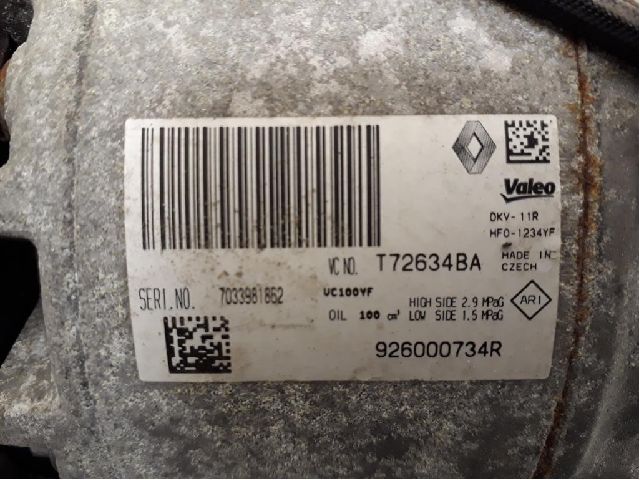 Valeo
DKV-11R
HFO-1234YF
VC NO. T72634BA
MADE IN
CZECH
SERI.NO. 7033981862
VC100YF
HIGH SIDE 2.9 MPaG
OIL 100 cm³ LOW SIDE 1.5 MPaG
ARI
926000734R